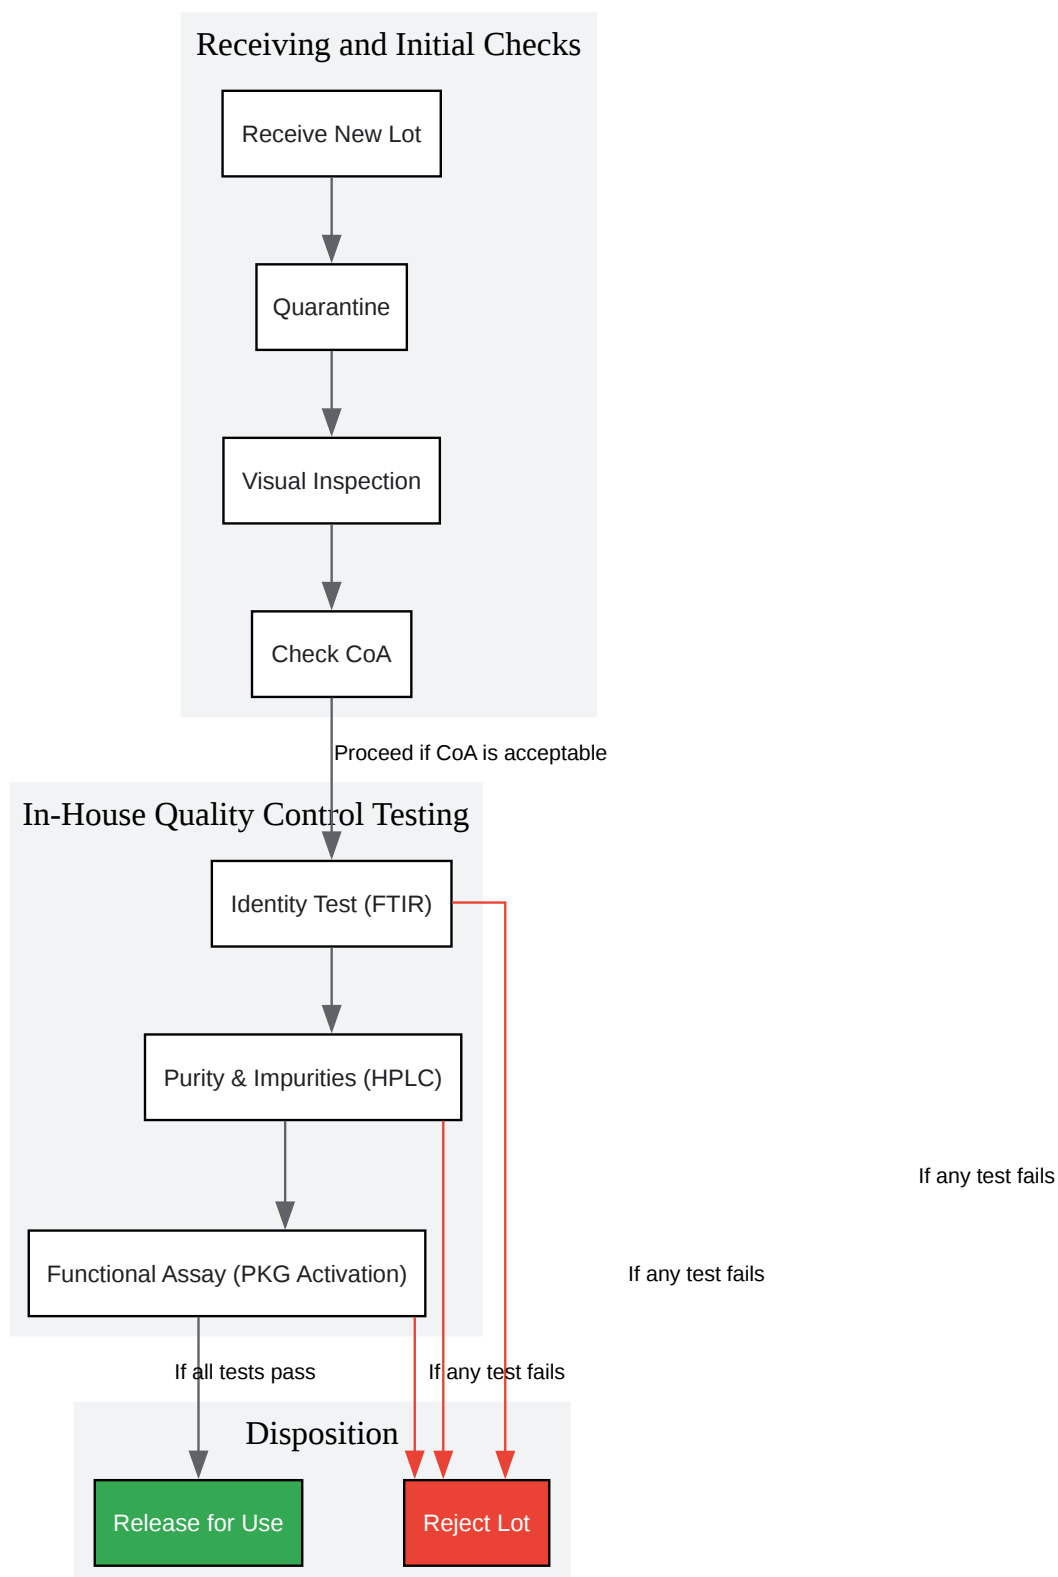 Receiving and Initial Checks
Receive New Lot
Quarantine
Visual Inspection
Check CoA
Proceed if CoA is acceptable
In-House Quality Control Testing
Identity Test (FTIR)
Purity & Impurities (HPLC)
If any test fails
Functional Assay (PKG Activation)
If any test fails
If all tests pass
If any test fails
Disposition
Release for Use
Reject Lot